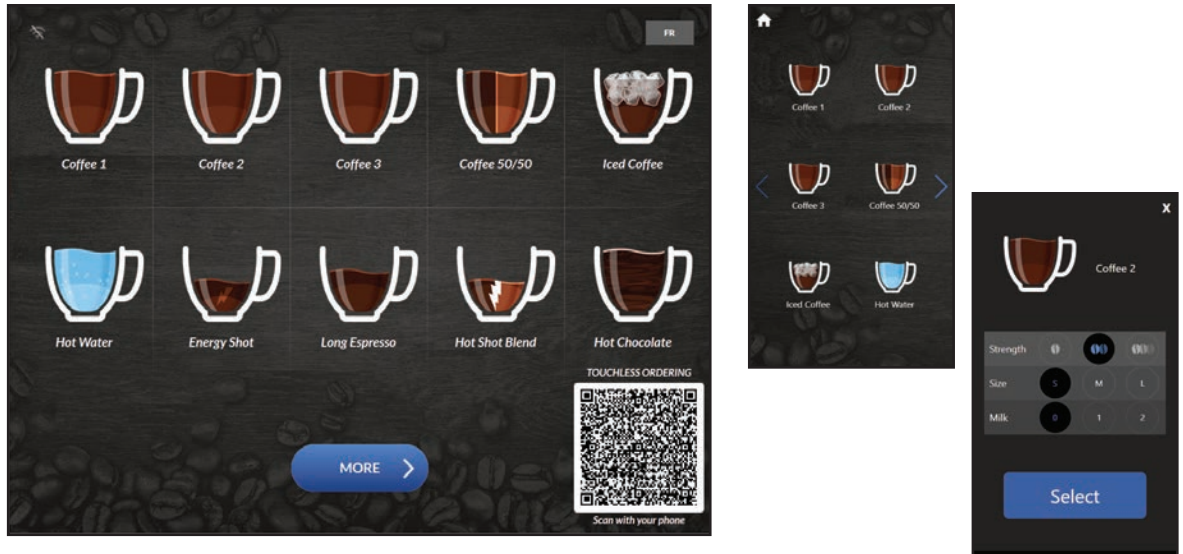 FR
Coffee 1 Coffee 2 Coffee 3 Coffee 50/50 Iced Coffee
Hot Water Energy Shot Long Espresso Hot Shot Blend Hot Chocolate
TOUCHLESS ORDERING
MORE
Scan with your phone
Coffee 1 Coffee 2
Coffee 3 Coffee 50/50
Iced Coffee Hot Water
X
Coffee 2
Strength
Size S M L
Milk 0 1 2
Select